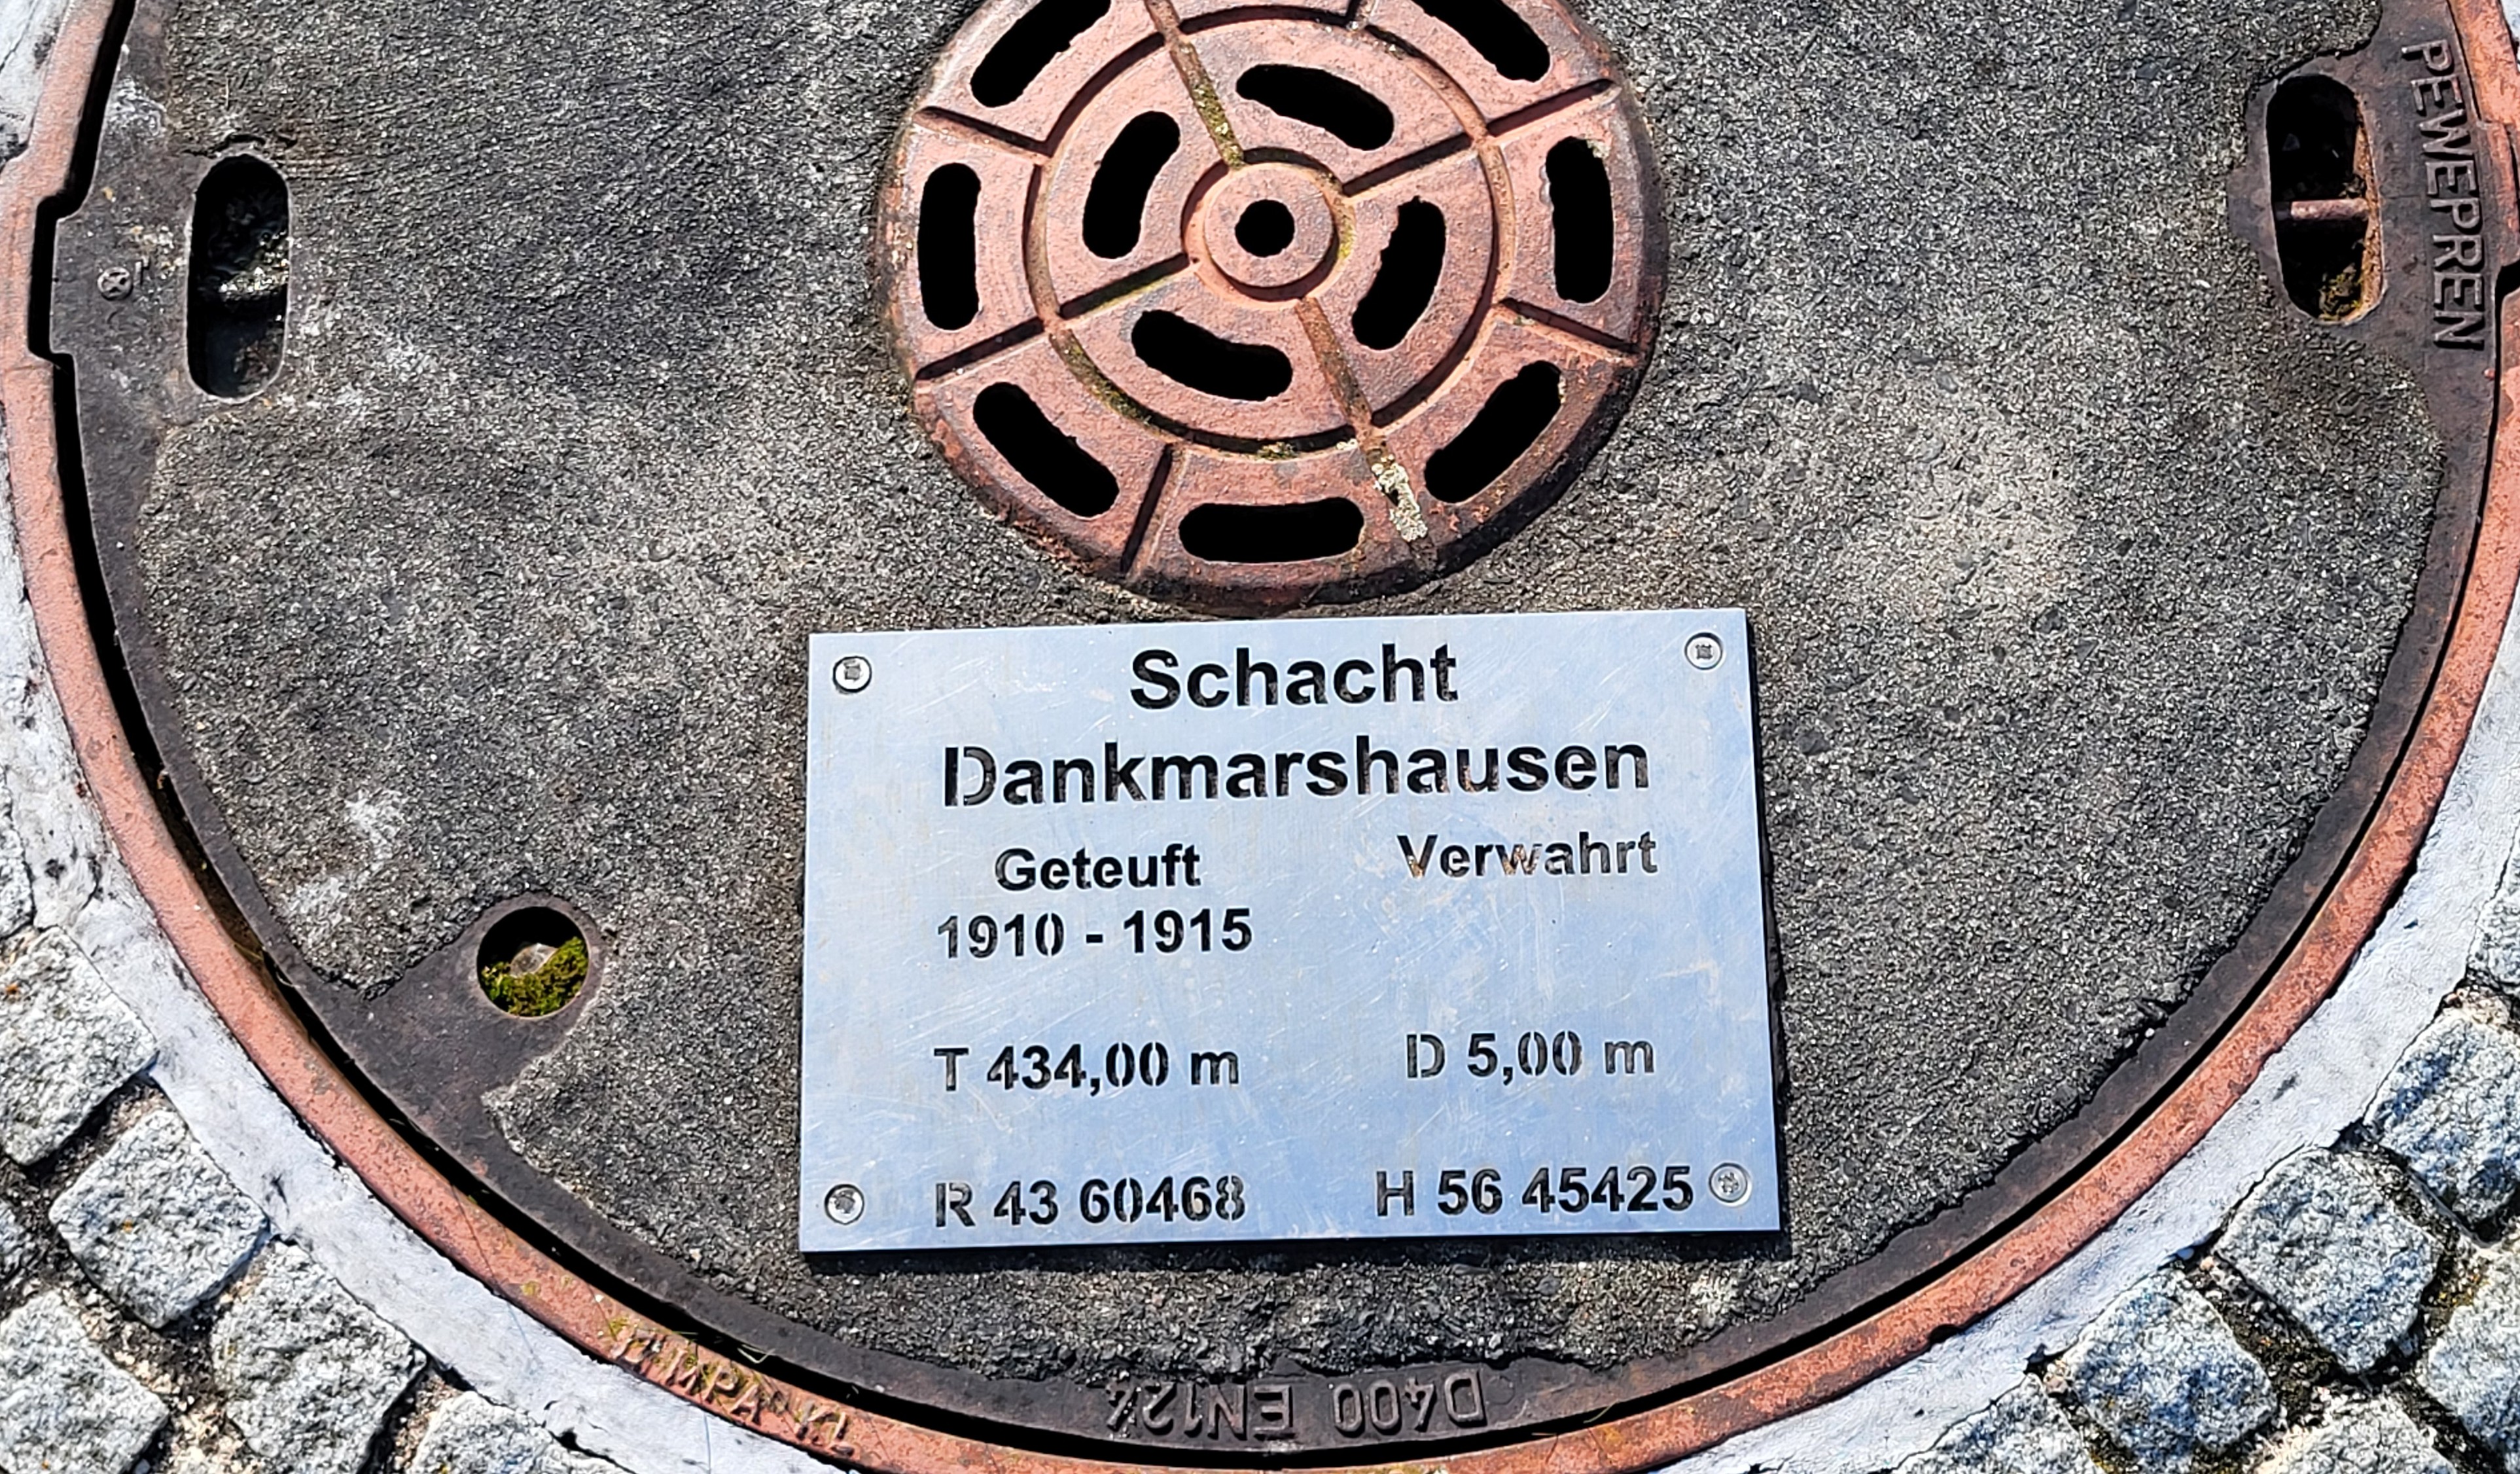 PEWEPREN
Schacht
Dankmarshausen
Geteuft Verwahrt
1910 - 1915
T 434,00 m D 5,00 m
R 43 60468 H 56 45425
D400 EN124